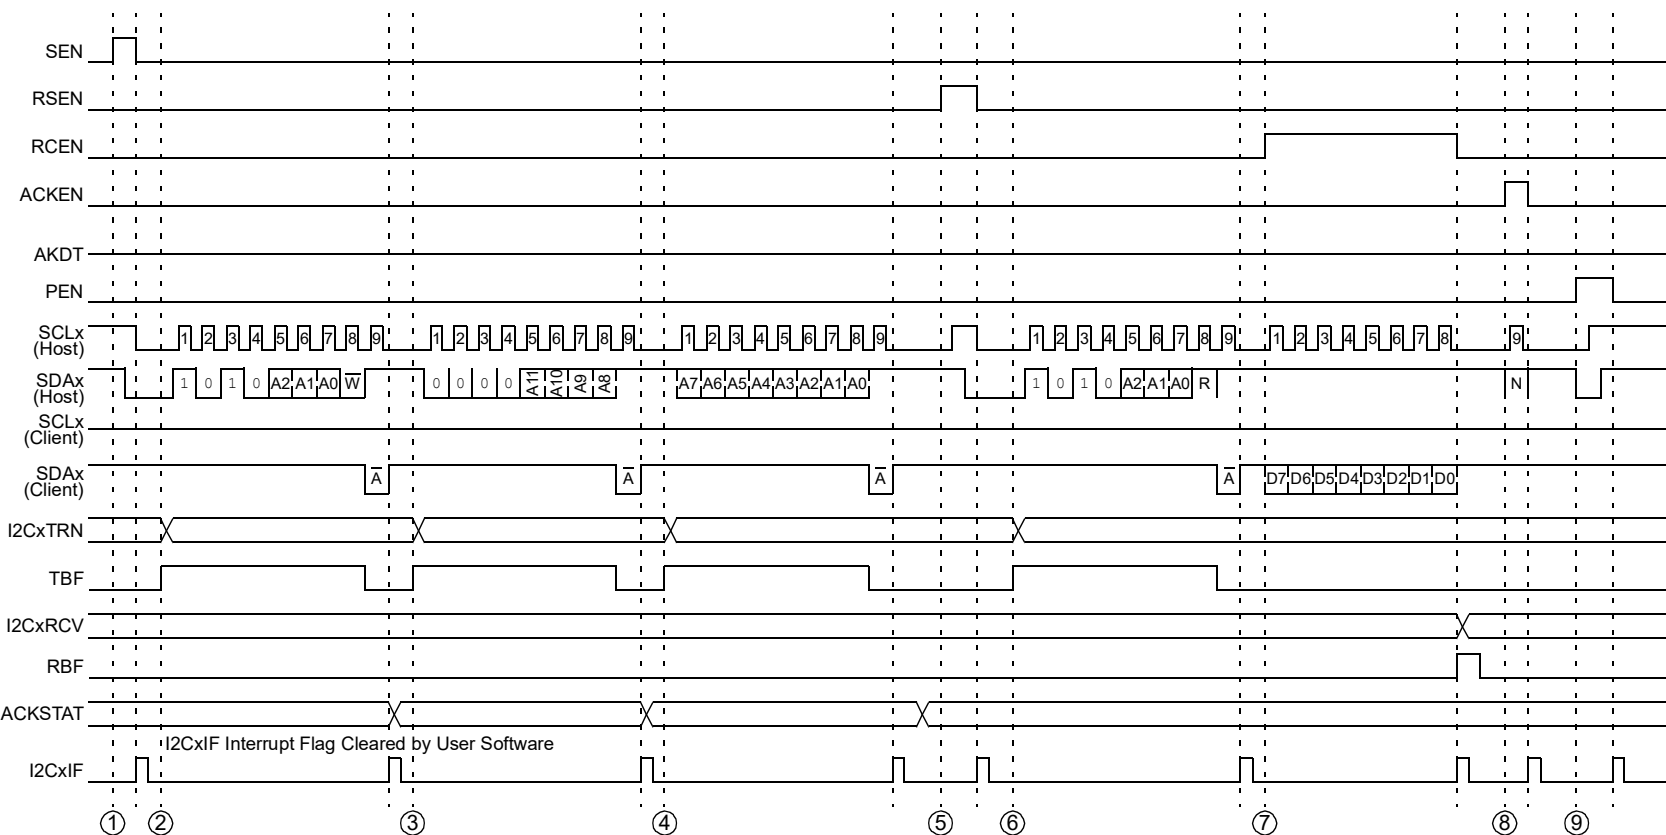 SEN
RSEN
RCEN
ACKEN
AKDT
PEN
SCLx
(Host)
1 2 3 4 5 6 7 8 9 1 2 3 4 5 6 7 8 9 1 2 3 4 5 6 7 8 9 1 2 3 4 5 6 7 8 9 1 2 3 4 5 6 7 8 9
SDAx
(Host)
1 0 1 0 A2 A1 A0 W̅ 0 0 0 0 A11 A10 A9 A8 A7 A6 A5 A4 A3 A2 A1 A0 1 0 1 0 A2 A1 A0 R N
SCLx
(Client)
SDAx
(Client)
A̅ A̅ A̅ A̅ D7 D6 D5 D4 D3 D2 D1 D0
I2CxTRN
TBF
I2CxRCV
RBF
ACKSTAT
I2CxIF Interrupt Flag Cleared by User Software
I2CxIF
① ② ③ ④ ⑤ ⑥ ⑦ ⑧ ⑨